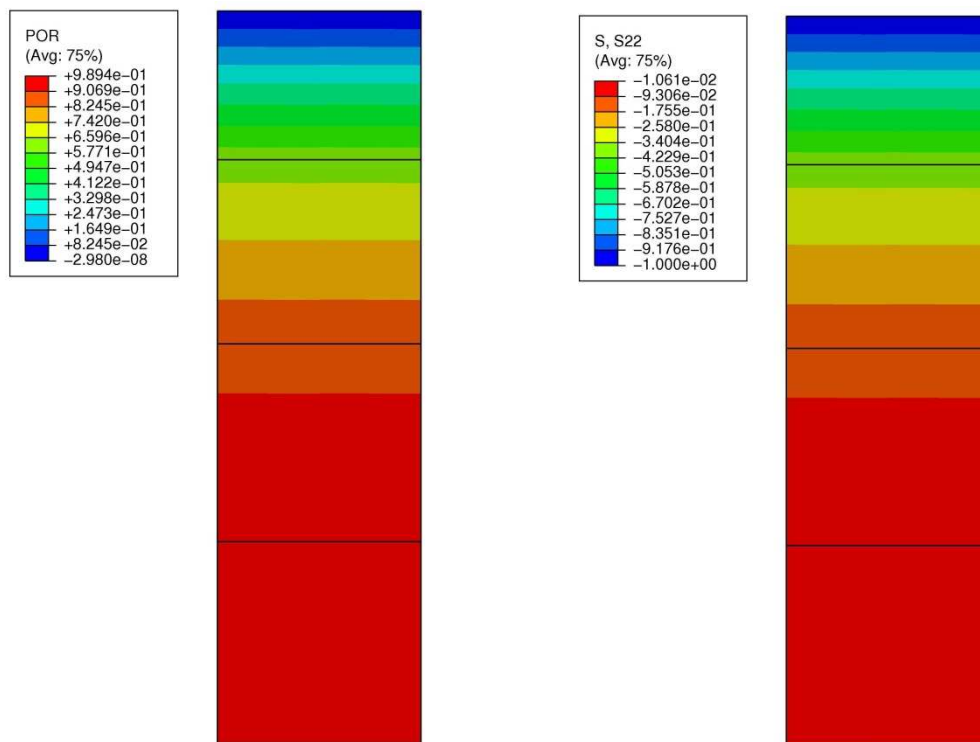 POR
(Avg: 75%)
+9.894e−01
+9.069e−01
+8.245e−01
+7.420e−01
+6.596e−01
+5.771e−01
+4.947e−01
+4.122e−01
+3.298e−01
+2.473e−01
+1.649e−01
+8.245e−02
−2.980e−08
S, S22
(Avg: 75%)
−1.061e−02
−9.306e−02
−1.755e−01
−2.580e−01
−3.404e−01
−4.229e−01
−5.053e−01
−5.878e−01
−6.702e−01
−7.527e−01
−8.351e−01
−9.176e−01
−1.000e+00